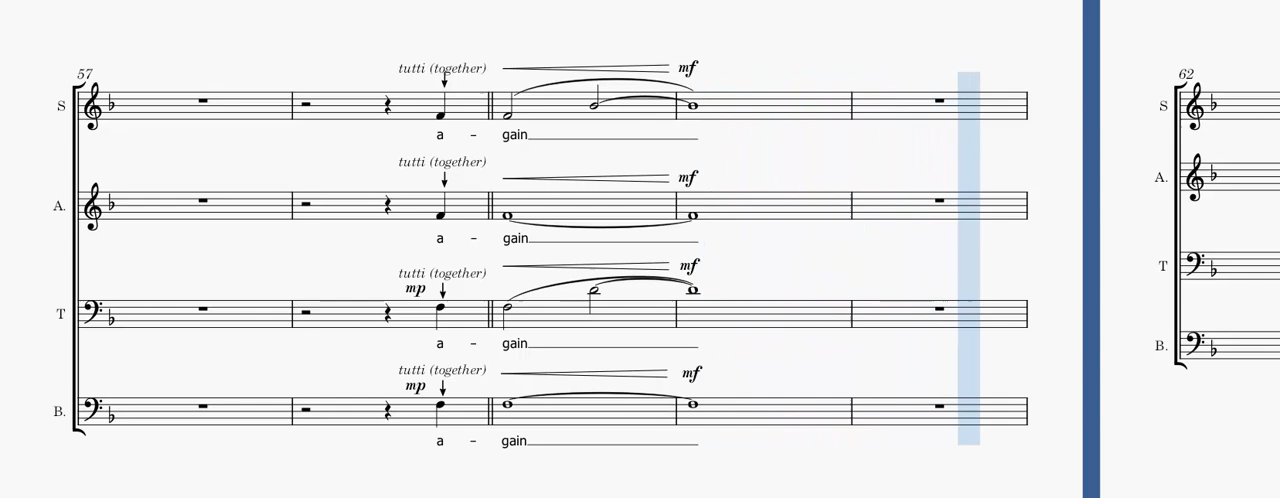 57
tutti (together)
mf
S
a - gain
62
S
tutti (together)
mf
A.
a - gain
A.
tutti (together)
mp
mf
T
a - gain
T
tutti (together)
mp
mf
B.
a - gain
B.